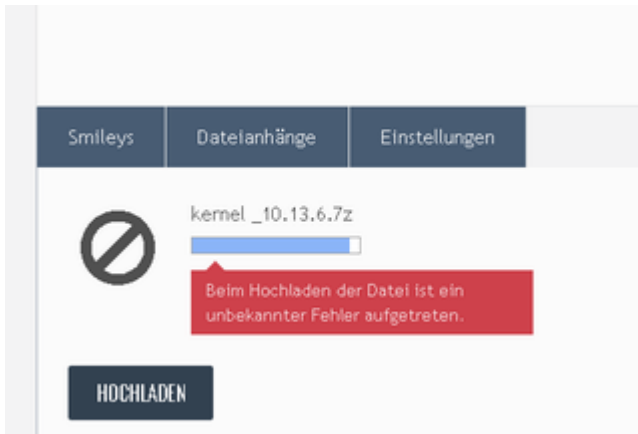 Smileys
Dateianhänge
Einstellungen
kernel _10.13.6.7z
Beim Hochladen der Datei ist ein
unbekannter Fehler aufgetreten.
HOCHLADEN